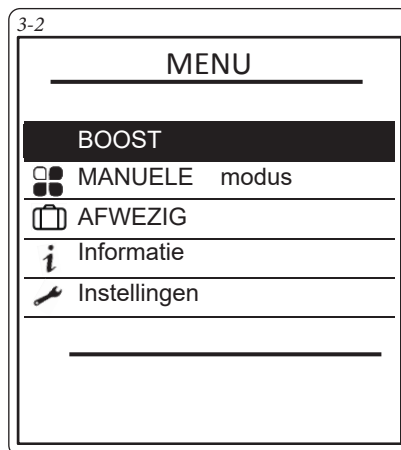 3-2
MENU
BOOST
MANUELE modus
AFWEZIG
Informatie
Instellingen